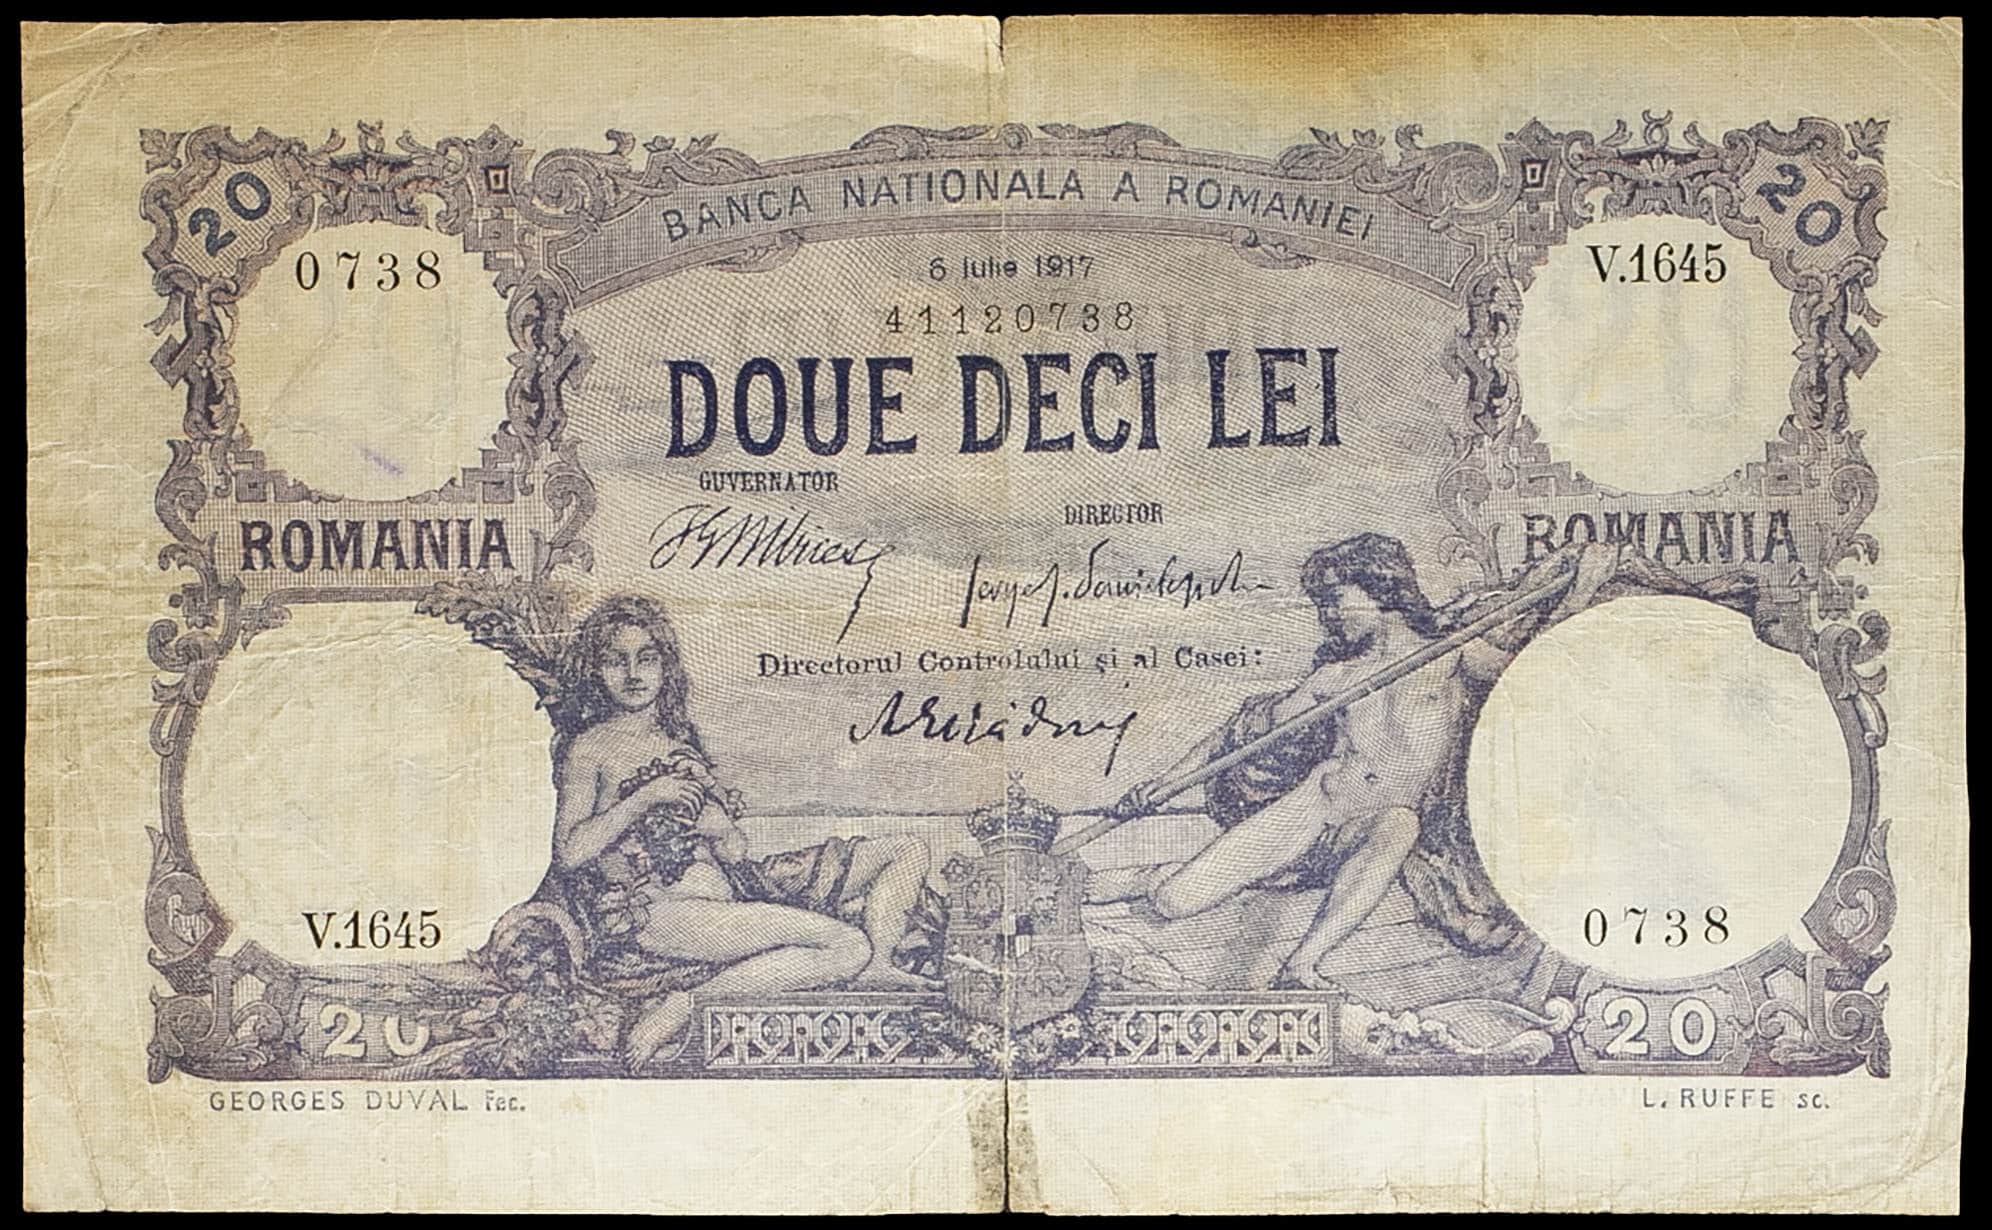 BANCA NATIONALA A ROMANIEI
20
20
0738
V.1645
6 Iulie 1917
41120738
DOUE DECI LEI
GUVERNATOR
DIRECTOR
ROMANIA
ROMANIA
Directorul Controlului și al Casei:
V.1645
0738
20
20
GEORGES DUVAL Fec.
L. RUFFE SC.